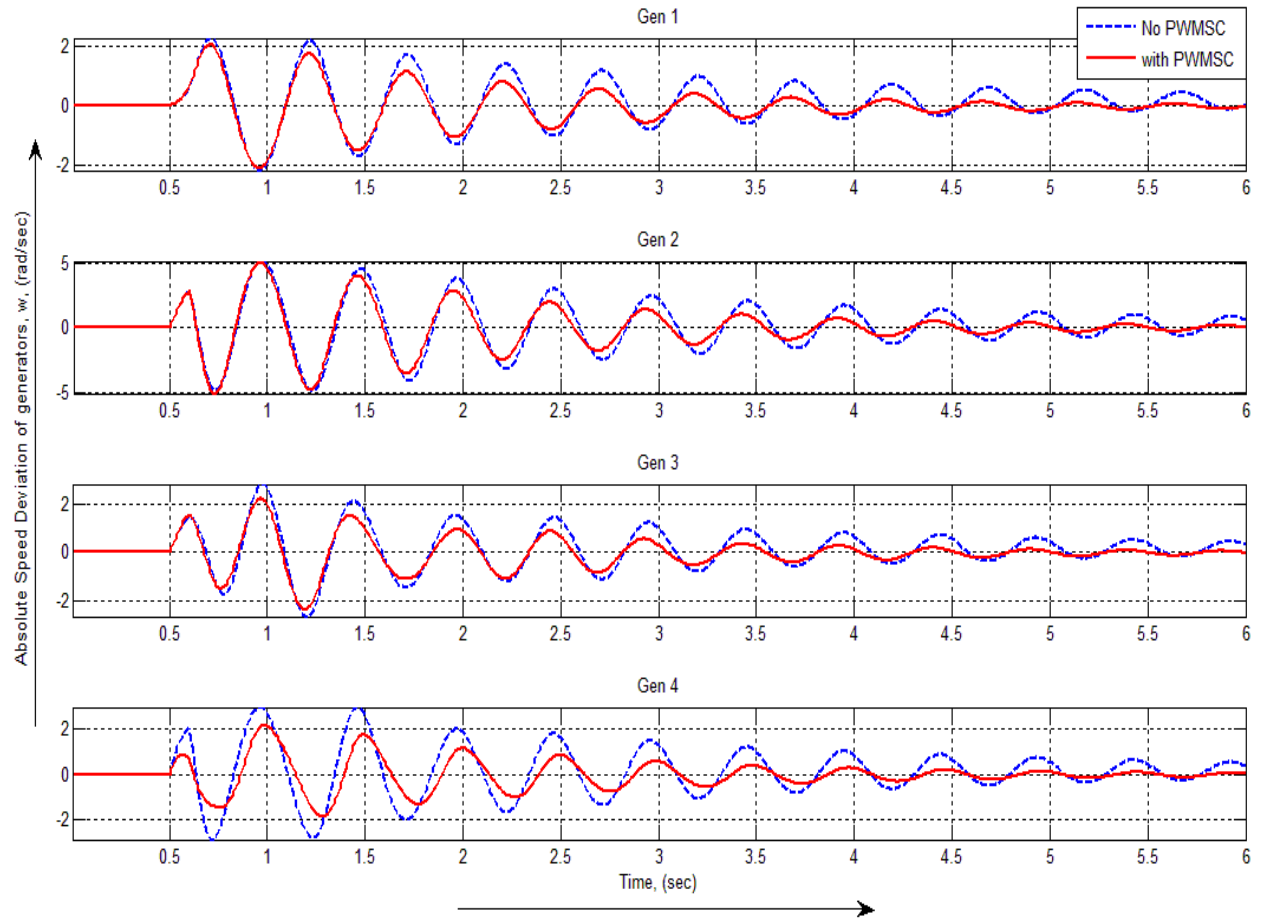 Gen 1
No PWMSC
with PWMSC
2
0
-2
0.5 1 1.5 2 2.5 3 3.5 4 4.5 5 5.5 6
Gen 2
5
0
-5
0.5 1 1.5 2 2.5 3 3.5 4 4.5 5 5.5 6
Gen 3
2
0
-2
0.5 1 1.5 2 2.5 3 3.5 4 4.5 5 5.5 6
Gen 4
2
0
-2
0.5 1 1.5 2 2.5 3 3.5 4 4.5 5 5.5 6
Time, (sec)
Absolute Speed Deviation of generators, w, (rad/sec)